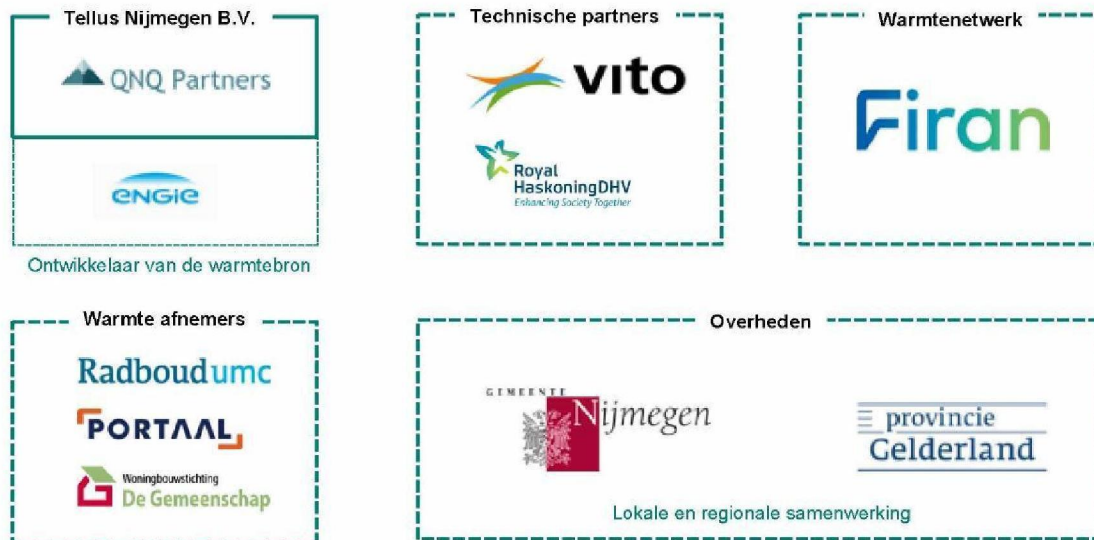 Tellus Nijmegen B.V.
QNQ Partners
ENGIE
Ontwikkelaar van de warmtebron
Technische partners
vito
Royal
HaskoningDHV
Enhancing Society Together
Warmtenetwerk
Firan
Warmte afnemers
Radboudumc
PORTAAL
Woningbouwstichting
De Gemeenschap
Overheden
GEMEENTE
Nijmegen
provincie
Gelderland
Lokale en regionale samenwerking